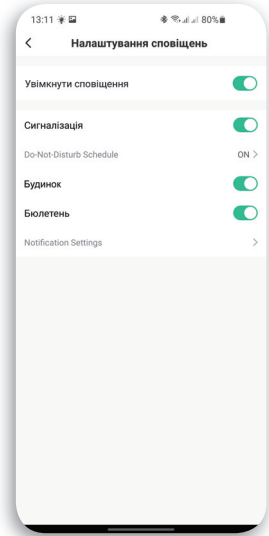 13:11 80%
Налаштування сповіщень
Увімкнути сповіщення
Сигналізація
Do-Not-Disturb Schedule ON >
Будинок
Бюлетень
Notification Settings >